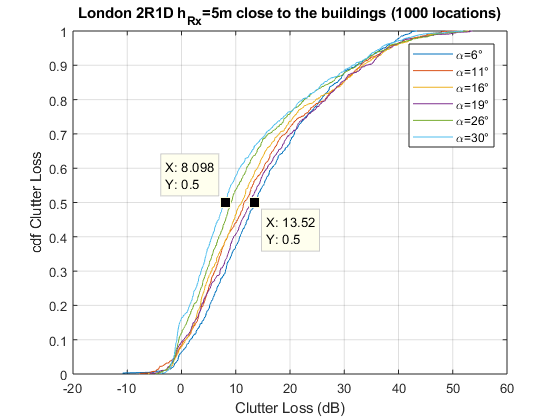 London 2R1D hRx=5m close to the buildings (1000 locations)
1
0.9
0.8
0.7
0.6
0.5
0.4
0.3
0.2
0.1
0
cdf Clutter Loss
α=6°
α=11°
α=16°
α=19°
α=26°
α=30°
X: 8.098
Y: 0.5
X: 13.52
Y: 0.5
-20 -10 0 10 20 30 40 50 60
Clutter Loss (dB)